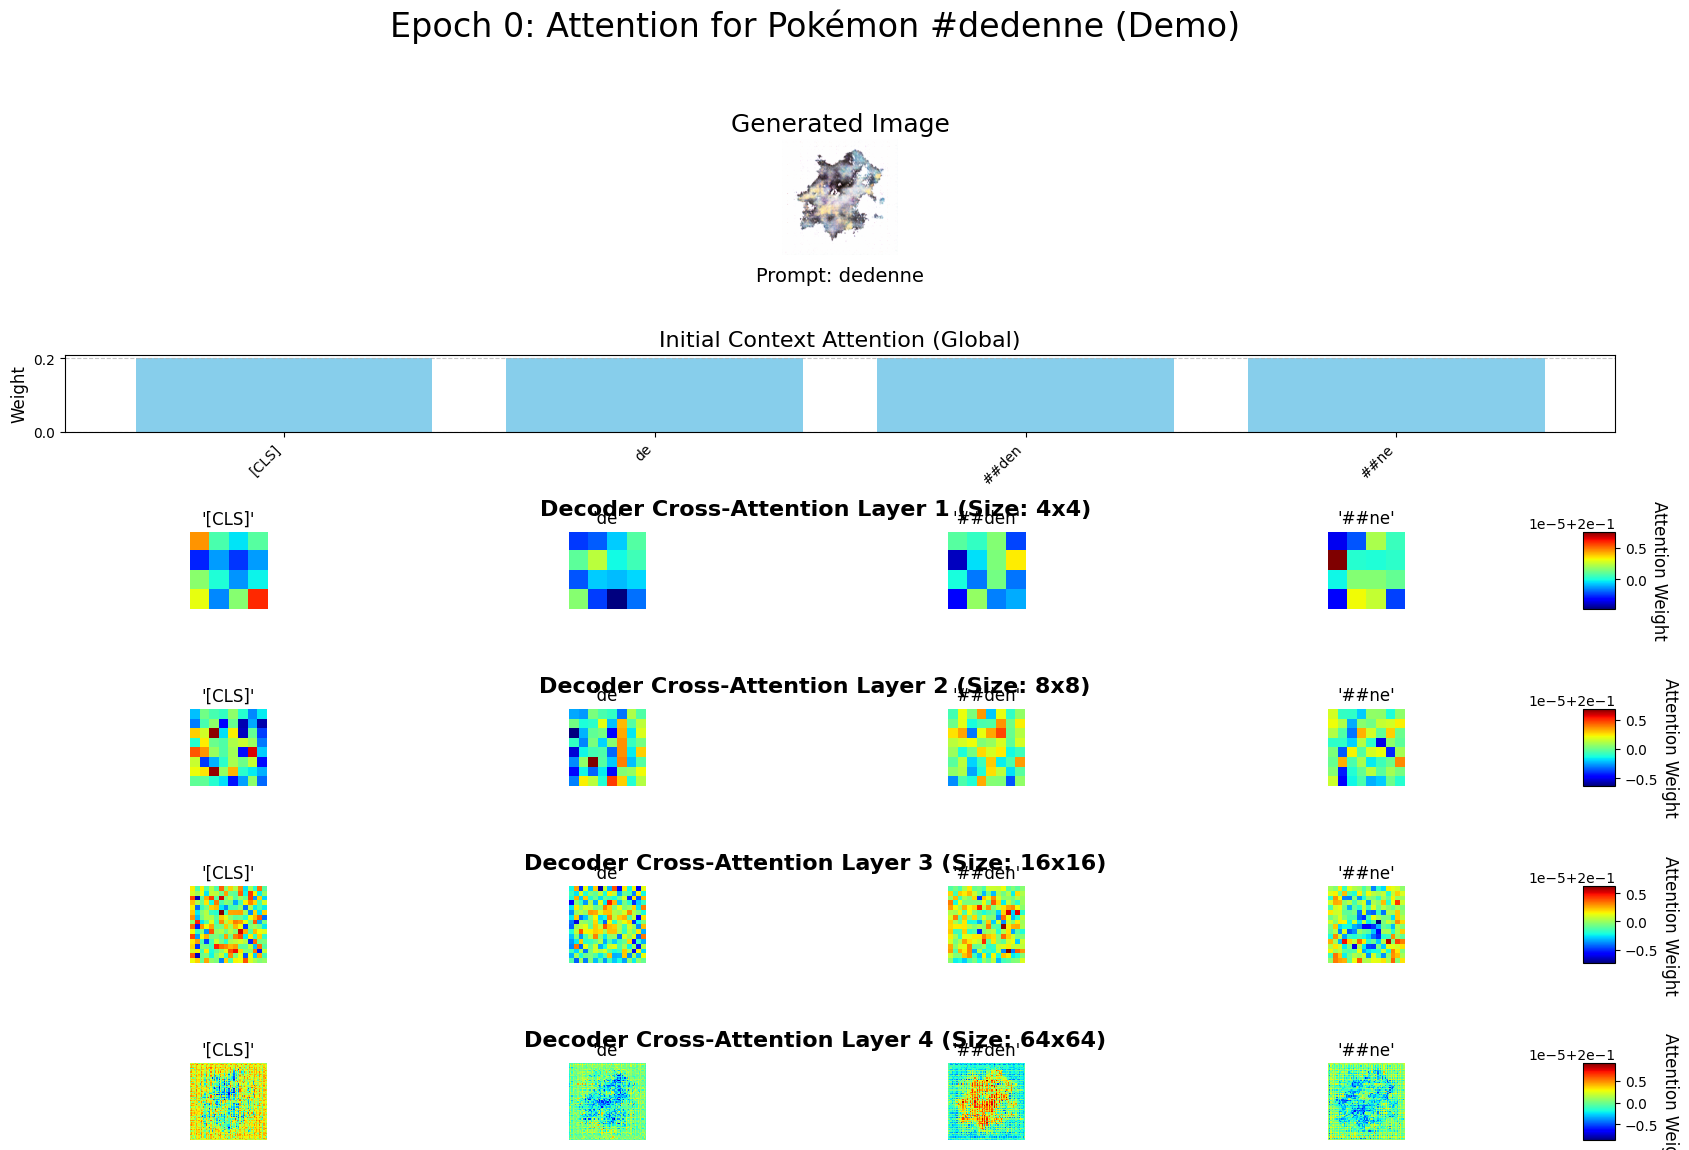 Epoch 0: Attention for Pokémon #dedenne (Demo)
Generated Image
Prompt: dedenne
Initial Context Attention (Global)
Weight
0.2
0.0
[CLS]
de
##den
##ne
Decoder Cross-Attention Layer 1 (Size: 4x4)
'[CLS]'
'de'
'##den'
'##ne'
1e−5+2e−1
0.5
0.0
Attention Weight
Decoder Cross-Attention Layer 2 (Size: 8x8)
'[CLS]'
'de'
'##den'
'##ne'
1e−5+2e−1
0.5
0.0
−0.5
Attention Weight
Decoder Cross-Attention Layer 3 (Size: 16x16)
'[CLS]'
'de'
'##den'
'##ne'
1e−5+2e−1
0.5
0.0
−0.5
Attention Weight
Decoder Cross-Attention Layer 4 (Size: 64x64)
'[CLS]'
'de'
'##den'
'##ne'
1e−5+2e−1
0.5
0.0
−0.5
Attention Wei